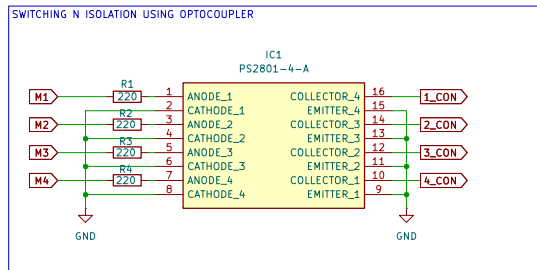 SWITCHING N ISOLATION USING OPTOCOUPLER
IC1
PS2801-4-A
M1 R1 220 1 ANODE_1 COLLECTOR_4 16 1_CON
2 CATHODE_1 EMITTER_4 15
M2 R2 220 3 ANODE_2 COLLECTOR_3 14 2_CON
4 CATHODE_2 EMITTER_3 13
M3 R3 220 5 ANODE_3 COLLECTOR_2 12 3_CON
6 CATHODE_3 EMITTER_2 11
M4 R4 220 7 ANODE_4 COLLECTOR_1 10 4_CON
8 CATHODE_4 EMITTER_1 9
GND GND